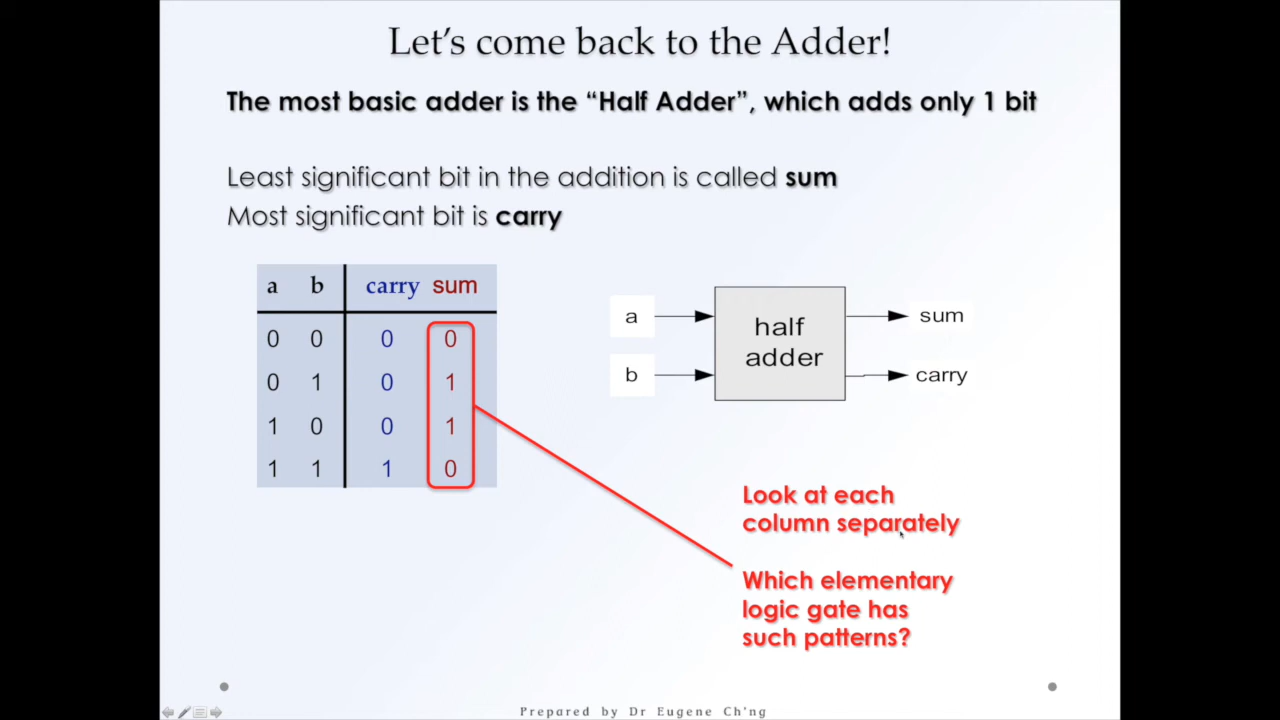 Let's come back to the Adder!
The most basic adder is the “Half Adder”, which adds only 1 bit
Least significant bit in the addition is called sum
Most significant bit is carry
a b carry sum
0 0 0 0
0 1 0 1
1 0 0 1
1 1 1 0
a
b
half
adder
sum
carry
Look at each
column separately
Which elementary
logic gate has
such patterns?
Prepared by Dr Eugene Ch'ng